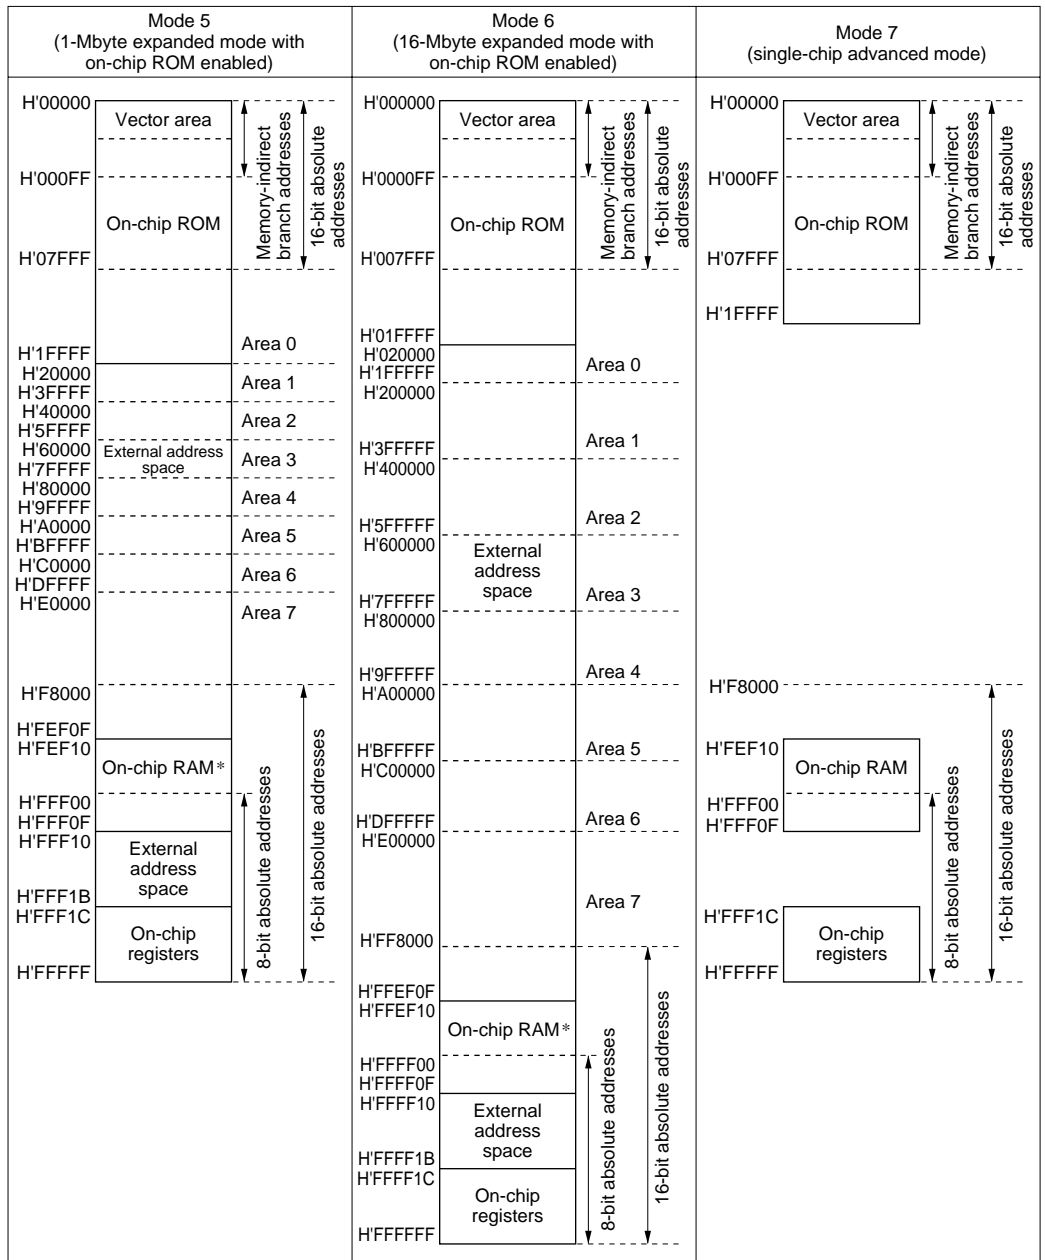 Mode 5
(1-Mbyte expanded mode with
on-chip ROM enabled)
H'00000
Vector area
H'000FF
On-chip ROM
H'07FFF
Memory-indirect
branch addresses
16-bit absolute
addresses
H'1FFFF
Area 0
H'20000
H'3FFFF
Area 1
H'40000
H'5FFFF
Area 2
H'60000
H'7FFFF
External address
space
Area 3
H'80000
H'9FFFF
Area 4
H'A0000
H'BFFFF
Area 5
H'C0000
H'DFFFF
Area 6
H'E0000
Area 7
H'F8000
H'FEF0F
H'FEF10
On-chip RAM*
H'FFF00
H'FFF0F
H'FFF10
External
address
space
H'FFF1B
H'FFF1C
On-chip
registers
H'FFFFF
8-bit absolute addresses
16-bit absolute addresses
Mode 6
(16-Mbyte expanded mode with
on-chip ROM enabled)
H'000000
Vector area
H'0000FF
On-chip ROM
H'007FFF
Memory-indirect
branch addresses
16-bit absolute
addresses
H'01FFFF
H'020000
H'1FFFFF
Area 0
H'200000
H'3FFFFF
Area 1
H'400000
H'5FFFFF
Area 2
H'600000
External
address
space
H'7FFFFF
Area 3
H'800000
H'9FFFFF
Area 4
H'A00000
H'BFFFFF
Area 5
H'C00000
H'DFFFFF
Area 6
H'E00000
Area 7
H'FF8000
H'FFEF0F
H'FFEF10
On-chip RAM*
H'FFFF00
H'FFFF0F
H'FFFF10
External
address
space
H'FFFF1B
H'FFFF1C
On-chip
registers
H'FFFFFF
8-bit absolute addresses
16-bit absolute addresses
Mode 7
(single-chip advanced mode)
H'00000
Vector area
H'000FF
On-chip ROM
H'07FFF
Memory-indirect
branch addresses
16-bit absolute
addresses
H'1FFFF
H'F8000
H'FEF10
On-chip RAM
H'FFF00
H'FFF0F
H'FFF1C
On-chip
registers
H'FFFFF
8-bit absolute addresses
16-bit absolute addresses